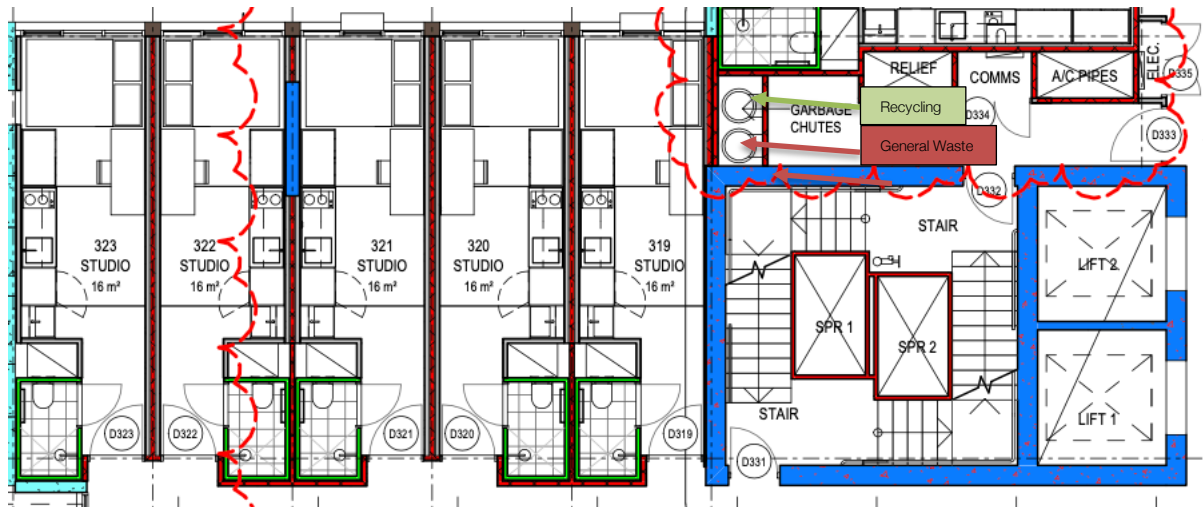 RELIEF
COMMS
A/C PIPES
ELEC.
D335
Recycling
GARBAGE
CHUTES
D334
General Waste
D333
D332
323
STUDIO
16 m²
322
STUDIO
16 m²
321
STUDIO
16 m²
320
STUDIO
16 m²
319
STUDIO
16 m²
STAIR
LIFT 2
SPR 1
SPR 2
STAIR
LIFT 1
D323
D322
D321
D320
D319
D331